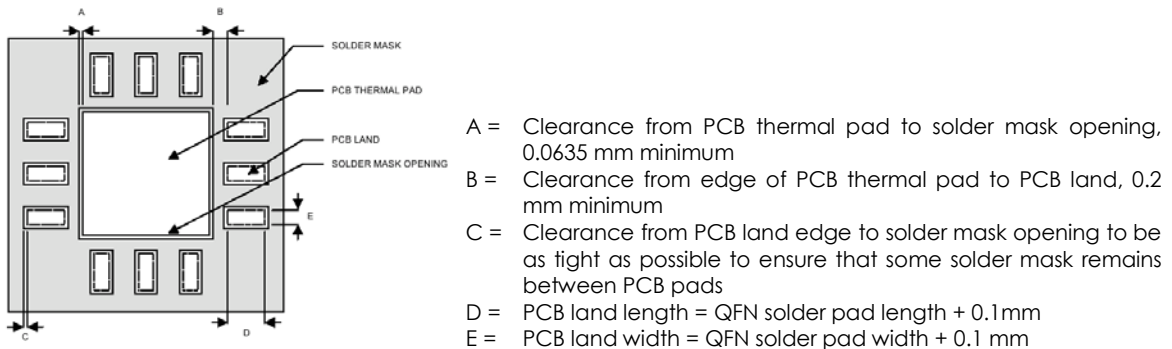 A
B
SOLDER MASK
PCB THERMAL PAD
PCB LAND
SOLDER MASK OPENING
E
C
D
A = Clearance from PCB thermal pad to solder mask opening,
0.0635 mm minimum
B = Clearance from edge of PCB thermal pad to PCB land, 0.2
mm minimum
C = Clearance from PCB land edge to solder mask opening to be
as tight as possible to ensure that some solder mask remains
between PCB pads
D = PCB land length = QFN solder pad length + 0.1mm
E = PCB land width = QFN solder pad width + 0.1 mm